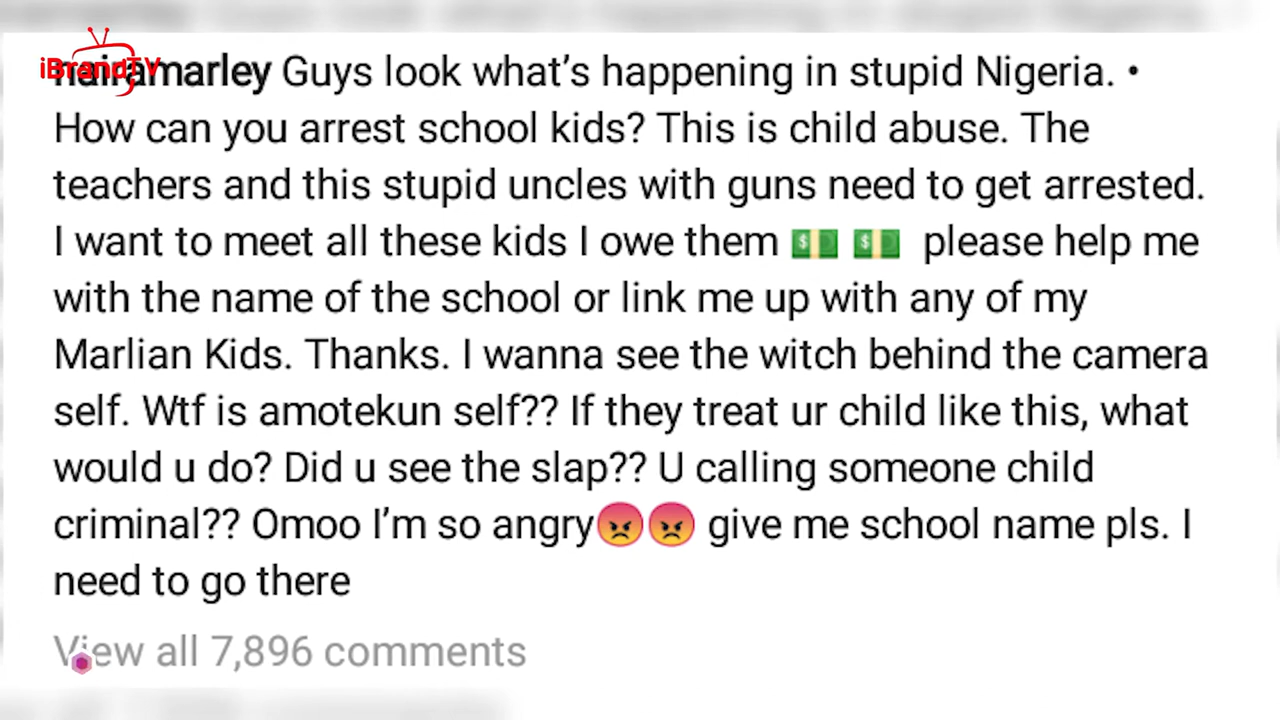 iBrandTV
nairamarley Guys look what's happening in stupid Nigeria. •
How can you arrest school kids? This is child abuse. The
teachers and this stupid uncles with guns need to get arrested.
I want to meet all these kids I owe them 💵 💵 please help me
with the name of the school or link me up with any of my
Marlian Kids. Thanks. I wanna see the witch behind the camera
self. Wtf is amotekun self?? If they treat ur child like this, what
would u do? Did u see the slap?? U calling someone child
criminal?? Omoo I'm so angry😡😡 give me school name pls. I
need to go there
View all 7,896 comments